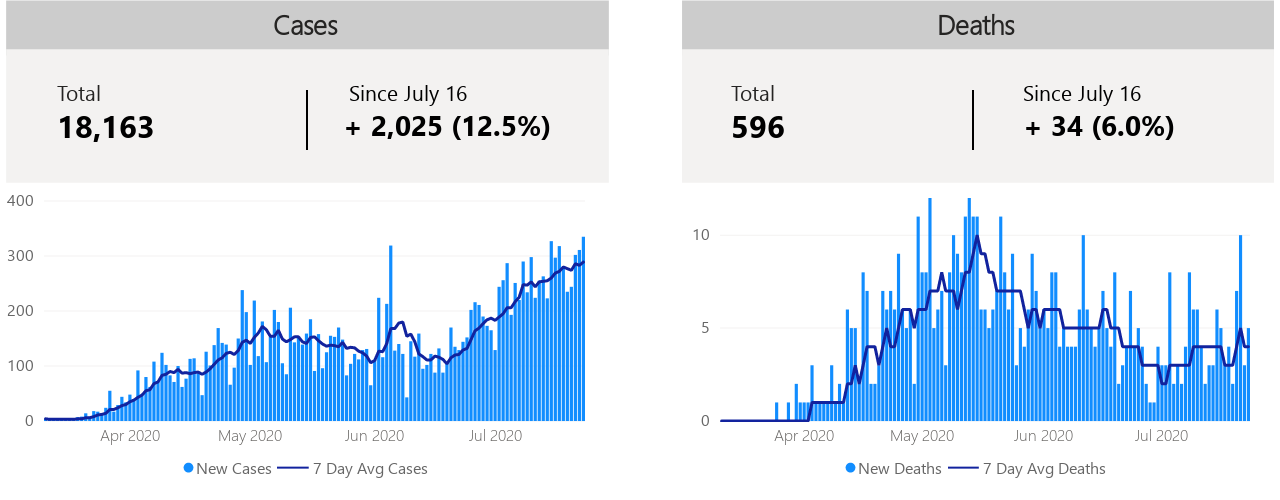 Cases
Total
18,163
Since July 16
+ 2,025 (12.5%)
400
300
200
100
0
Apr 2020
May 2020
Jun 2020
Jul 2020
New Cases
7 Day Avg Cases
Deaths
Total
596
Since July 16
+ 34 (6.0%)
10
5
0
Apr 2020
May 2020
Jun 2020
Jul 2020
New Deaths
7 Day Avg Deaths